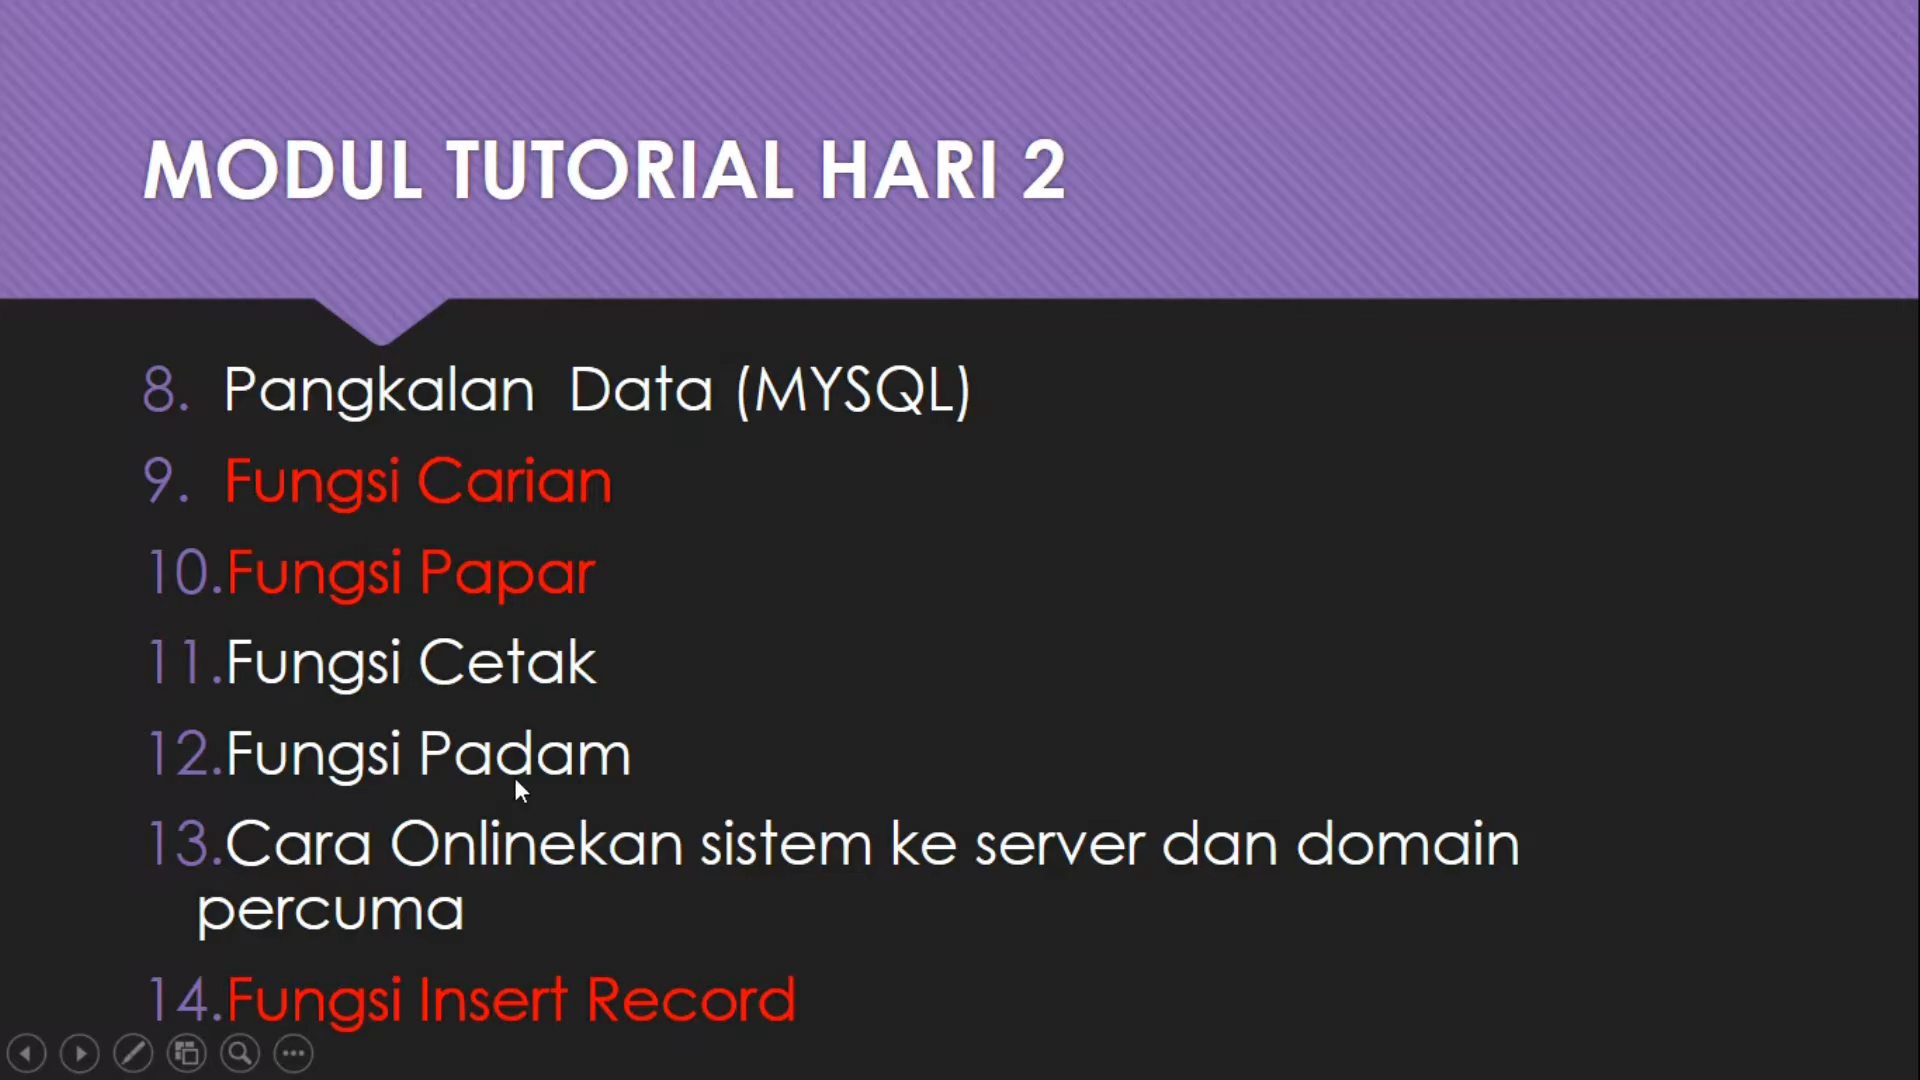 MODUL TUTORIAL HARI 2
8. Pangkalan Data (MYSQL)
9. Fungsi Carian
10.Fungsi Papar
11.Fungsi Cetak
12.Fungsi Padam
13.Cara Onlinekan sistem ke server dan domain
percuma
14.Fungsi Insert Record